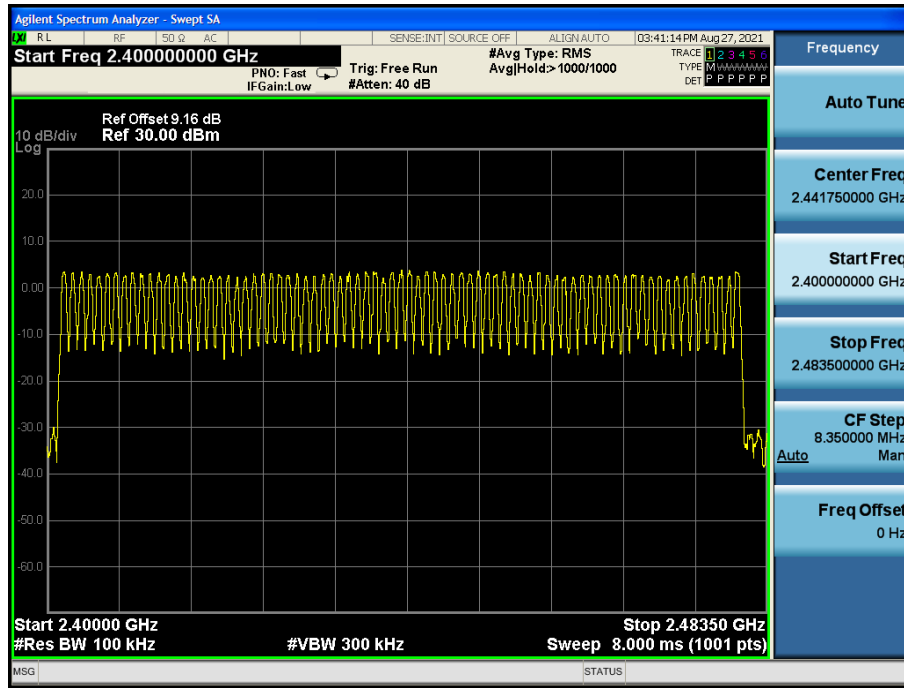 Agilent Spectrum Analyzer - Swept SA
LXI RL RF 50 Ω AC SENSE:INT SOURCE OFF ALIGN AUTO 03:41:14 PM Aug 27, 2021
Start Freq 2.400000000 GHz
PNO: Fast
IFGain:Low
Trig: Free Run
#Atten: 40 dB
#Avg Type: RMS
Avg|Hold:>1000/1000
TRACE 1 2 3 4 5 6
TYPE M W W W W W
DET P P P P P P
Ref Offset 9.16 dB
10 dB/div Ref 30.00 dBm
Log
20.0
10.0
0.00
-10.0
-20.0
-30.0
-40.0
-50.0
-60.0
Start 2.40000 GHz Stop 2.48350 GHz
#Res BW 100 kHz #VBW 300 kHz Sweep 8.000 ms (1001 pts)
MSG STATUS
Frequency
Auto Tune
Center Freq
2.441750000 GHz
Start Freq
2.400000000 GHz
Stop Freq
2.483500000 GHz
CF Step
8.350000 MHz
Auto Man
Freq Offset
0 Hz